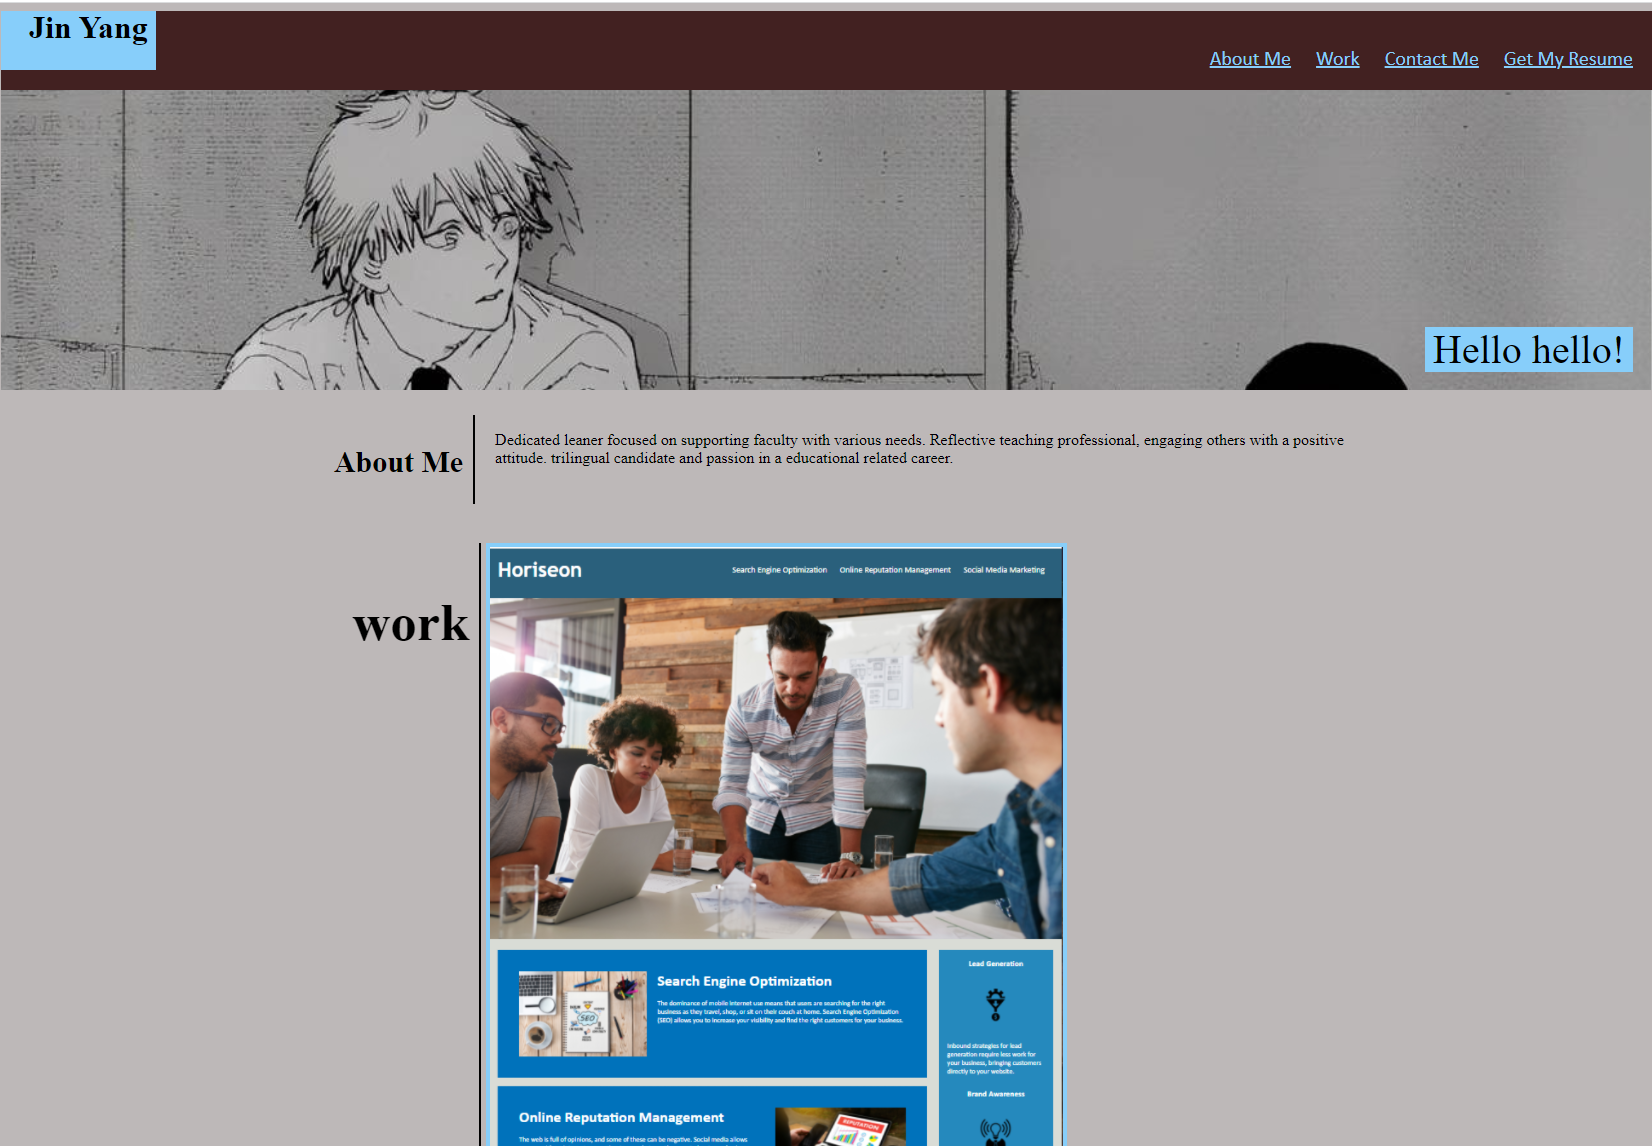 Jin Yang
About Me Work Contact Me Get My Resume
Hello hello!
About Me
Dedicated leaner focused on supporting faculty with various needs. Reflective teaching professional, engaging others with a positive
attitude. trilingual candidate and passion in a educational related career.
work
Horiseon
Search Engine Optimization Online Reputation Management Social Media Marketing
Search Engine Optimization
The dominance of mobile internet use means that users are searching for the right
business as they travel, shop, or sit on their couch at home. Search Engine Optimization
(SEO) allows you to increase your visibility and find the right customers for your business.
SEO
Lead Generation
Inbound strategies for lead
generation require less work for
your business, bringing customers
directly to your website.
Brand Awareness
Online Reputation Management
The web is full of opinions, and some of these can be negative. Social media allows
REPUTATION